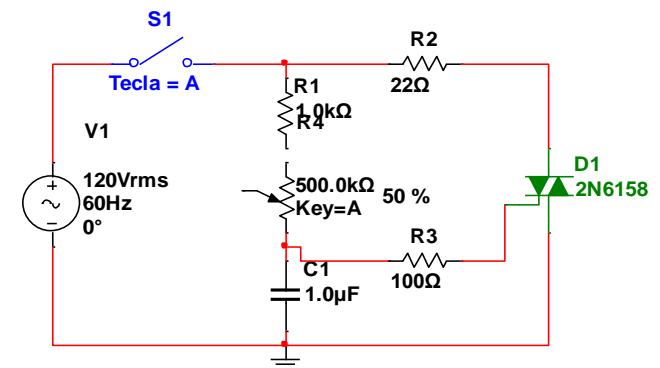 S1
Tecla = A
R2
22Ω
R1
1.0kΩ
R4
V1
120Vrms
60Hz
0°
500.0kΩ
Key=A
50 %
D1
2N6158
R3
100Ω
C1
1.0µF